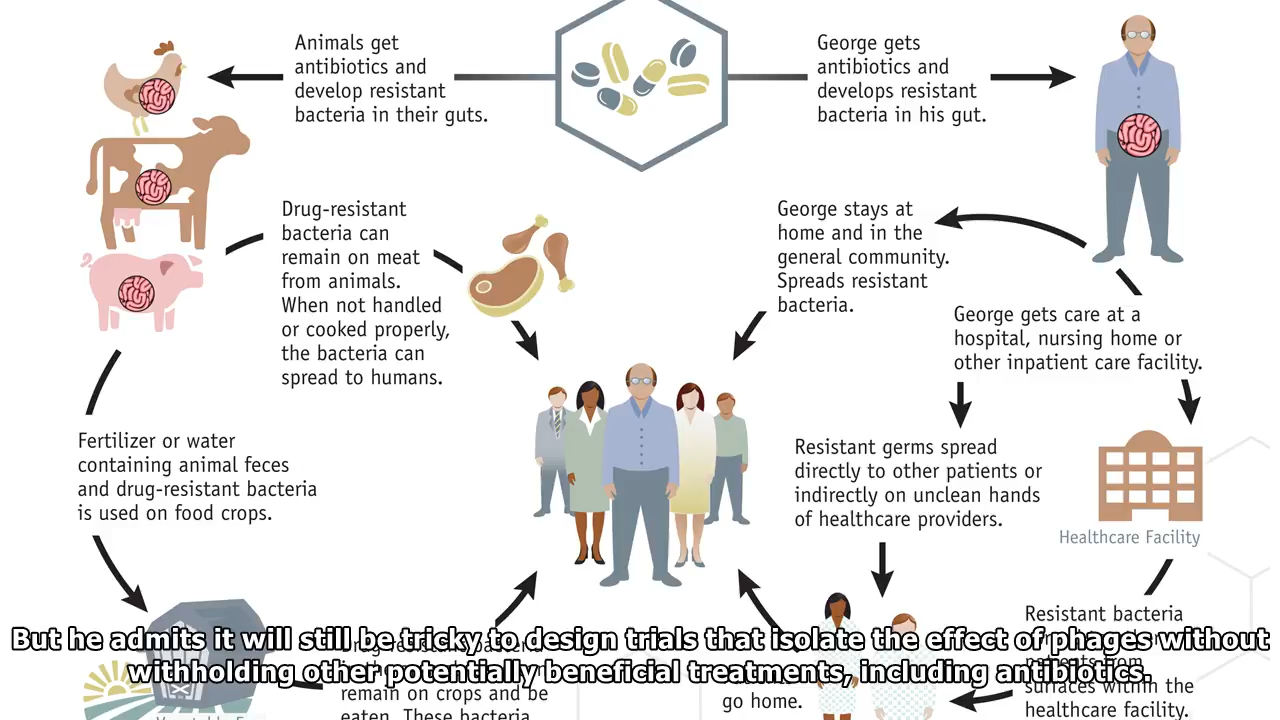 Animals get
antibiotics and
develop resistant
bacteria in their guts.
George gets
antibiotics and
develops resistant
bacteria in his gut.
Drug-resistant
bacteria can
remain on meat
from animals.
When not handled
or cooked properly,
the bacteria can
spread to humans.
George stays at
home and in the
general community.
Spreads resistant
bacteria.
George gets care at a
hospital, nursing home or
other inpatient care facility.
Fertilizer or water
containing animal feces
and drug-resistant bacteria
is used on food crops.
Resistant germs spread
directly to other patients or
indirectly on unclean hands
of healthcare providers.
Healthcare Facility
Resistant bacteria
patients from
surfaces within the
healthcare facility.
remain on crops and be
eaten. These bacteria
go home.
But he admits it will still be tricky to design trials that isolate the effect of phages without
withholding other potentially beneficial treatments, including antibiotics.